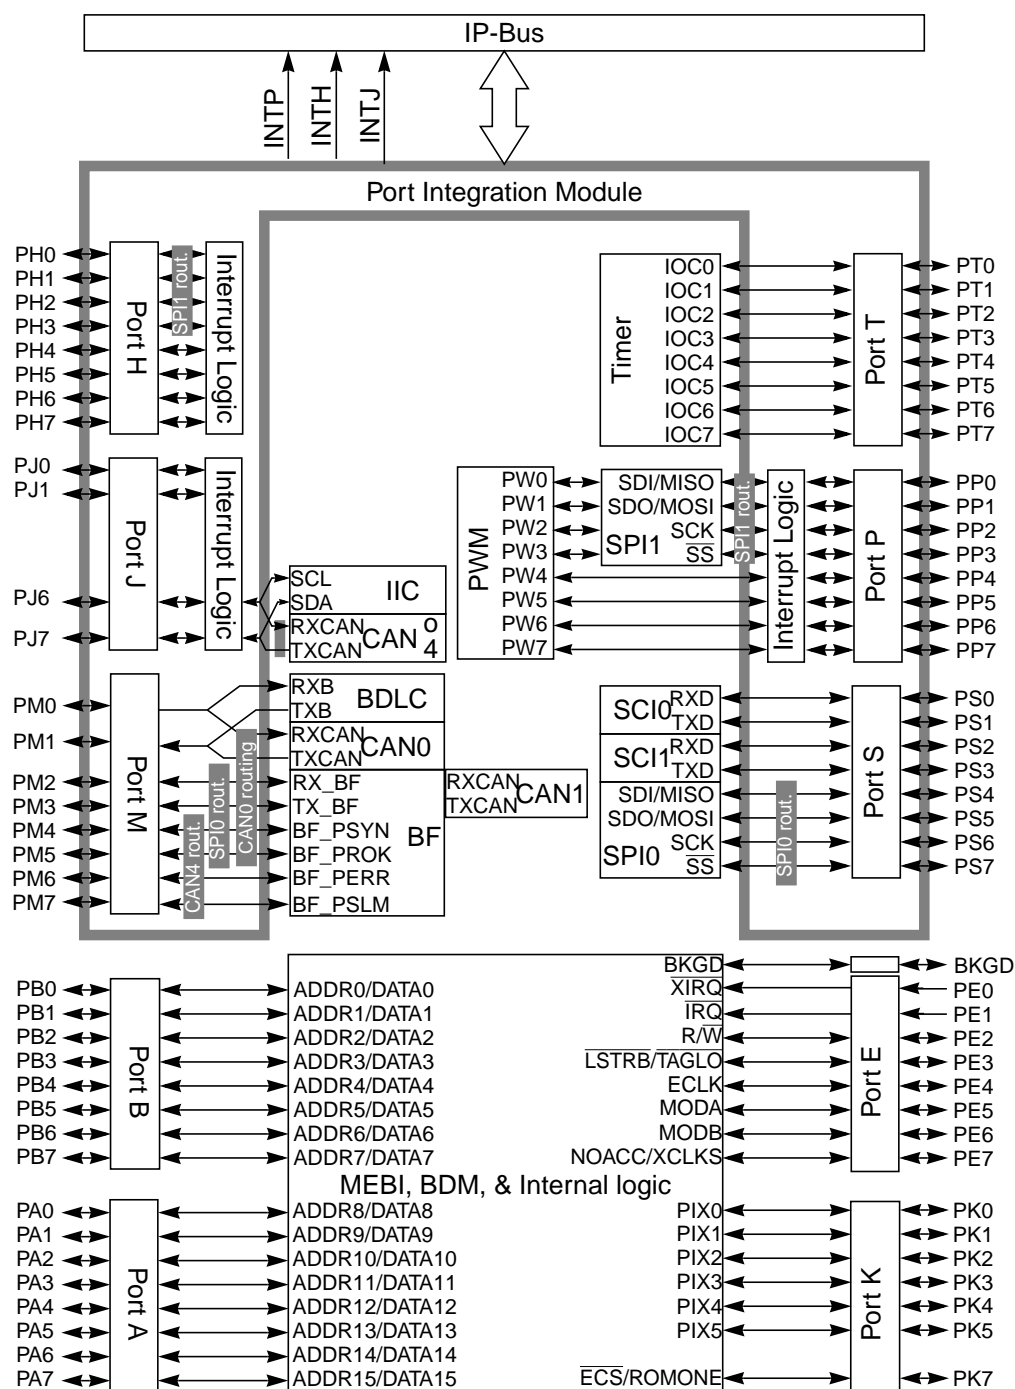 IP-Bus
INTP
INTH
INTJ
Port Integration Module
PH0
PH1
PH2
PH3
PH4
PH5
PH6
PH7
Port H
SPI1 rout.
Interrupt Logic
PJ0
PJ1
PJ6
PJ7
Port J
Interrupt Logic
SCL
SDA
IIC
RXCAN
TXCAN
CAN 0
4
PM0
PM1
PM2
PM3
PM4
PM5
PM6
PM7
Port M
CAN4 rout.
SPI0 rout.
CAN0 routing
RXB
TXB
BDLC
RXCAN
TXCAN
CAN0
RX_BF
TX_BF
BF_PSYN
BF_PROK
BF_PERR
BF_PSLM
BF
RXCAN
TXCAN
CAN1
Timer
IOC0
IOC1
IOC2
IOC3
IOC4
IOC5
IOC6
IOC7
Port T
PT0
PT1
PT2
PT3
PT4
PT5
PT6
PT7
PWM
PW0
PW1
PW2
PW3
PW4
PW5
PW6
PW7
SDI/MISO
SDO/MOSI
SCK
SS
SPI1
SPI1 rout.
Interrupt Logic
Port P
PP0
PP1
PP2
PP3
PP4
PP5
PP6
PP7
SCI0
RXD
TXD
SCI1
RXD
TXD
SDI/MISO
SDO/MOSI
SPI0
SCK
SS
SPI0 rout.
Port S
PS0
PS1
PS2
PS3
PS4
PS5
PS6
PS7
PB0
PB1
PB2
PB3
PB4
PB5
PB6
PB7
Port B
ADDR0/DATA0
ADDR1/DATA1
ADDR2/DATA2
ADDR3/DATA3
ADDR4/DATA4
ADDR5/DATA5
ADDR6/DATA6
ADDR7/DATA7
BKGD
XIRQ
IRQ
R/W
LSTRB/TAGLO
ECLK
MODA
MODB
NOACC/XCLKS
Port E
BKGD
PE0
PE1
PE2
PE3
PE4
PE5
PE6
PE7
MEBI, BDM, & Internal logic
PA0
PA1
PA2
PA3
PA4
PA5
PA6
PA7
Port A
ADDR8/DATA8
ADDR9/DATA9
ADDR10/DATA10
ADDR11/DATA11
ADDR12/DATA12
ADDR13/DATA13
ADDR14/DATA14
ADDR15/DATA15
PIX0
PIX1
PIX2
PIX3
PIX4
PIX5
ECS/ROMONE
Port K
PK0
PK1
PK2
PK3
PK4
PK5
PK7